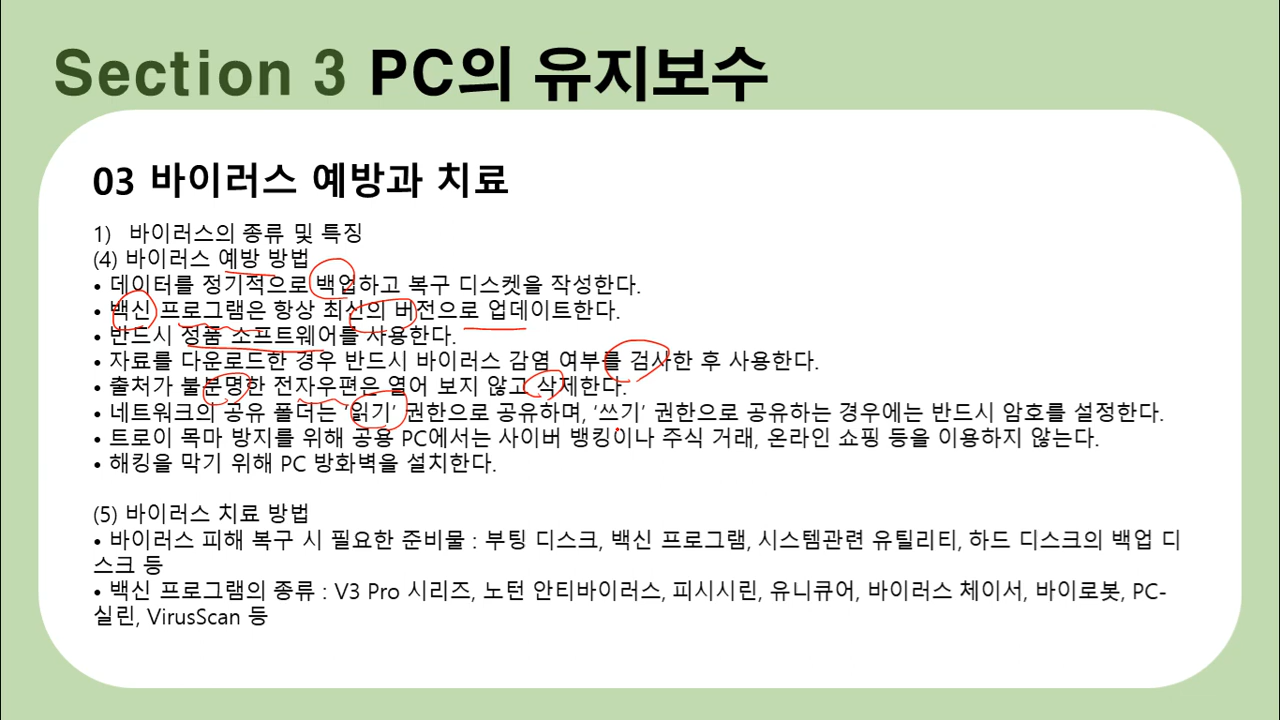 Section 3 PC의 유지보수
03 바이러스 예방과 치료
1) 바이러스의 종류 및 특징
(4) 바이러스 예방 방법
• 데이터를 정기적으로 백업하고 복구 디스켓을 작성한다.
• 백신 프로그램은 항상 최신의 버전으로 업데이트한다.
• 반드시 정품 소프트웨어를 사용한다.
• 자료를 다운로드한 경우 반드시 바이러스 감염 여부를 검사한 후 사용한다.
• 출처가 불분명한 전자우편은 열어 보지 않고 삭제한다.
• 네트워크의 공유 폴더는 ‘읽기’ 권한으로 공유하며, ‘쓰기’ 권한으로 공유하는 경우에는 반드시 암호를 설정한다.
• 트로이 목마 방지를 위해 공용 PC에서는 사이버 뱅킹이나 주식 거래, 온라인 쇼핑 등을 이용하지 않는다.
• 해킹을 막기 위해 PC 방화벽을 설치한다.
(5) 바이러스 치료 방법
• 바이러스 피해 복구 시 필요한 준비물 : 부팅 디스크, 백신 프로그램, 시스템관련 유틸리티, 하드 디스크의 백업 디
스크 등
• 백신 프로그램의 종류 : V3 Pro 시리즈, 노턴 안티바이러스, 피시시린, 유니큐어, 바이러스 체이서, 바이로봇, PC-
실린, VirusScan 등